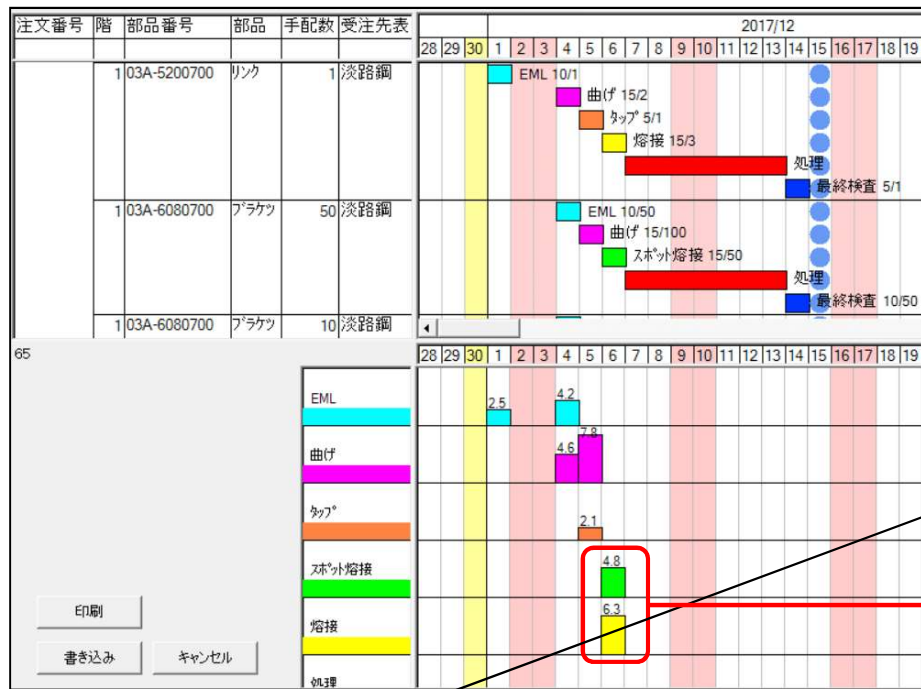 注文番号 階 部品番号 部品 手配数 受注先表 2017/12
28 29 30 1 2 3 4 5 6 7 8 9 10 11 12 13 14 15 16 17 18 19
1 03A-5200700 リンク 1 淡路鋼 EML 10/1
曲げ 15/2
タップ 5/1
熔接 15/3
処理
最終検査 5/1
1 03A-6080700 ブラケツ 50 淡路鋼 EML 10/50
曲げ 15/100
スポット熔接 15/50
処理
最終検査 10/50
1 03A-6080700 ブラケツ 10 淡路鋼
65 28 29 30 1 2 3 4 5 6 7 8 9 10 11 12 13 14 15 16 17 18 19
EML 2.5 4.2
曲げ 4.6 7.8
タップ 2.1
スポット熔接 4.8
熔接 6.3
処理
印刷
書き込み キャンセル